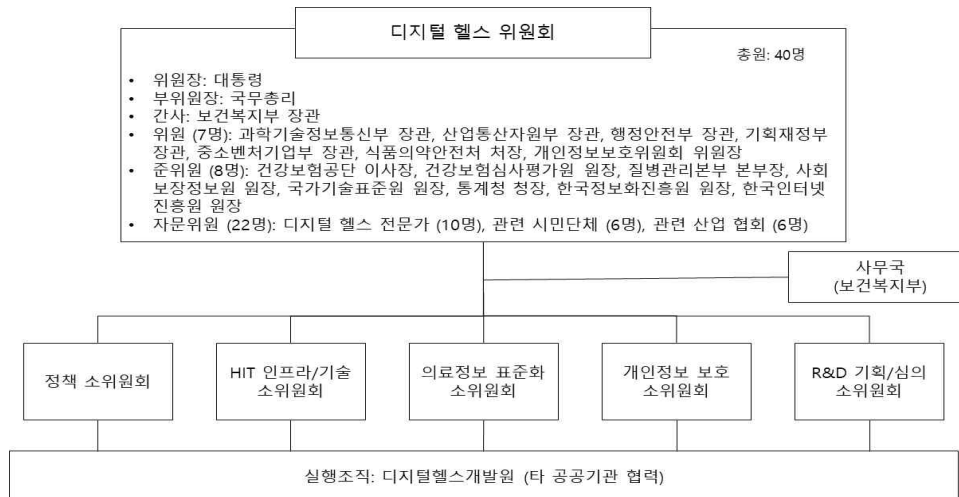 디지털 헬스 위원회
총원: 40명
• 위원장: 대통령
• 부위원장: 국무총리
• 간사: 보건복지부 장관
• 위원 (7명): 과학기술정보통신부 장관, 산업통산자원부 장관, 행정안전부 장관, 기획재정부
장관, 중소벤처기업부 장관, 식품의약안전처 처장, 개인정보보호위원회 위원장
• 준위원 (8명): 건강보험공단 이사장, 건강보험심사평가원 원장, 질병관리본부 본부장, 사회
보장정보원 원장, 국가기술표준원 원장, 통계청 청장, 한국정보화진흥원 원장, 한국인터넷
진흥원 원장
• 자문위원 (22명): 디지털 헬스 전문가 (10명), 관련 시민단체 (6명), 관련 산업 협회 (6명)
사무국
(보건복지부)
정책 소위원회
HIT 인프라/기술
소위원회
의료정보 표준화
소위원회
개인정보 보호
소위원회
R&D 기획/심의
소위원회
실행조직: 디지털헬스개발원 (타 공공기관 협력)